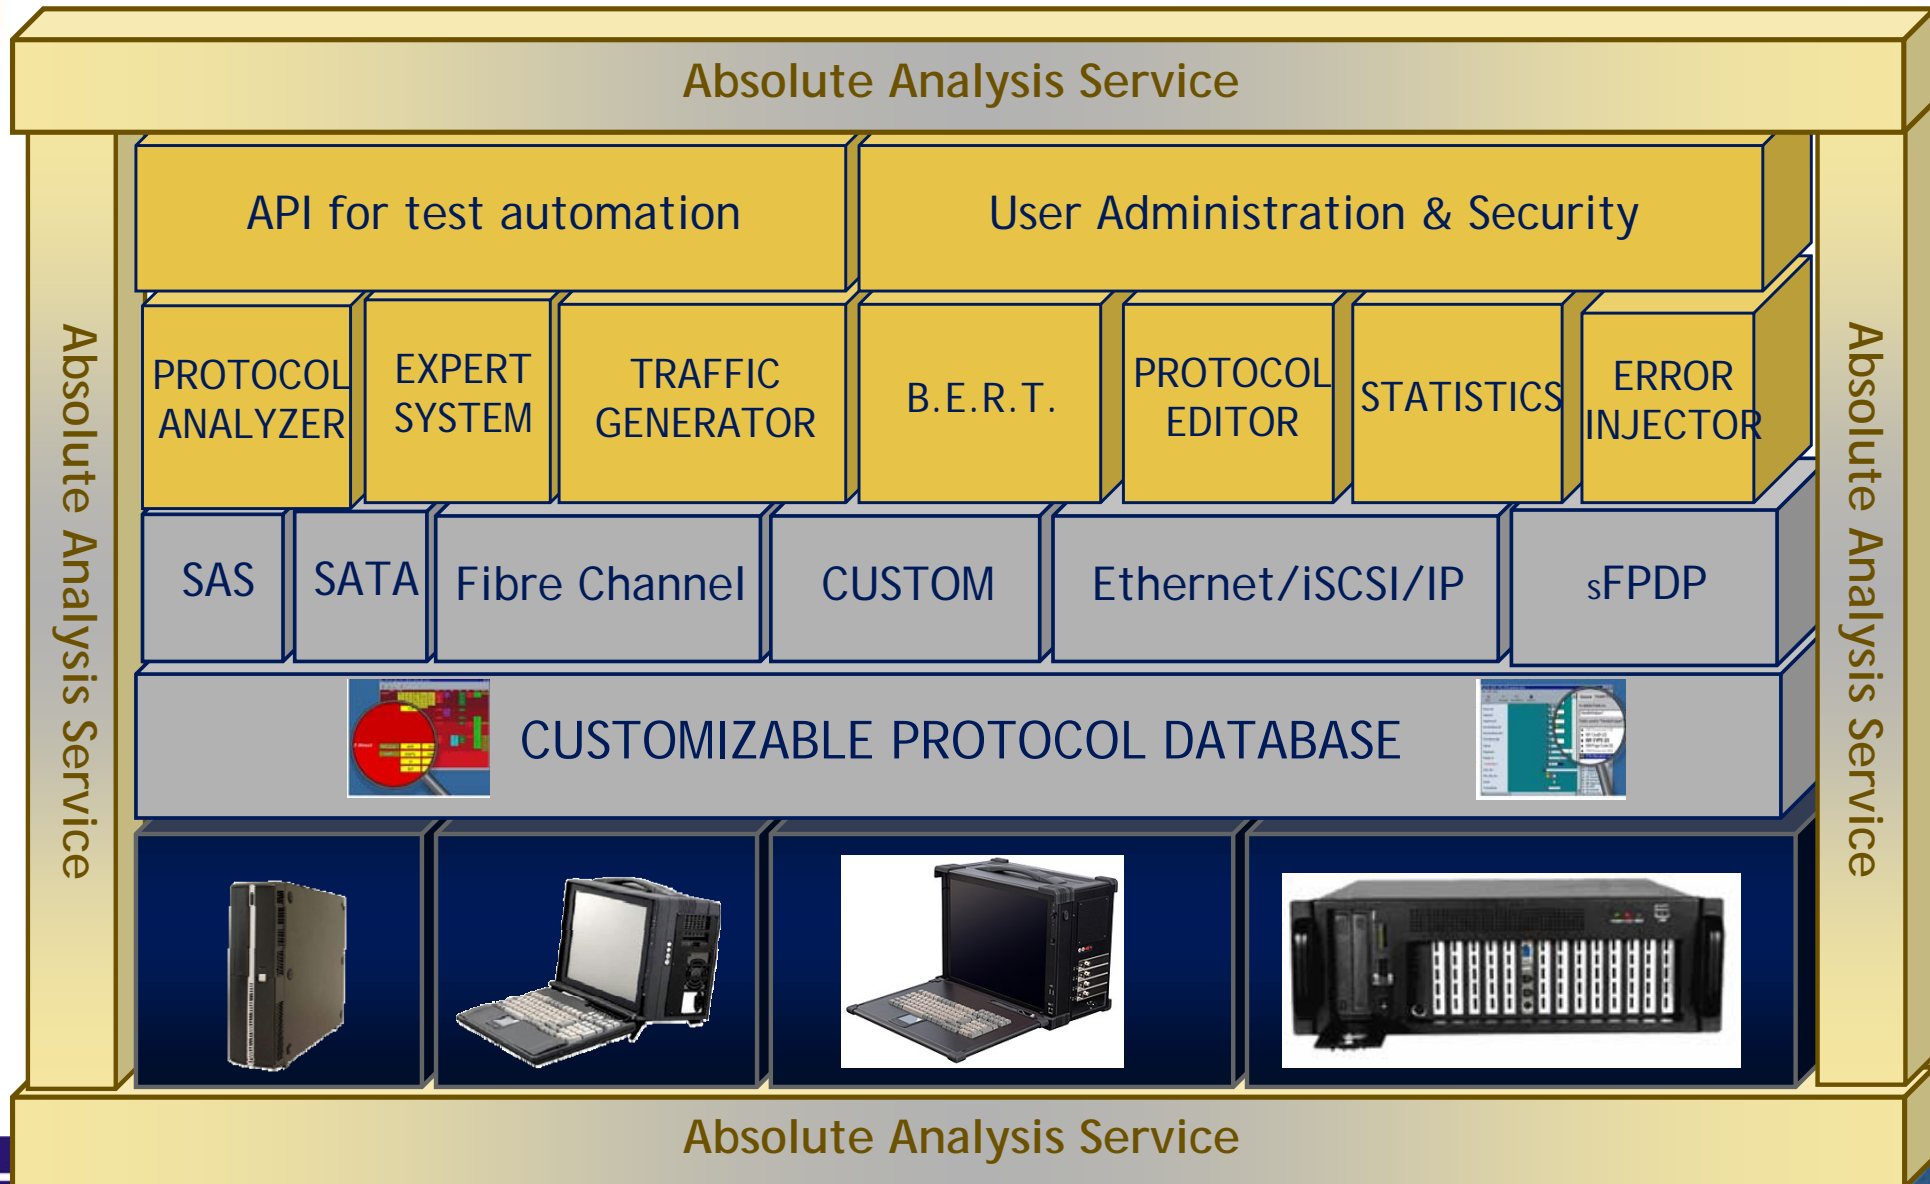 Absolute Analysis Service
API for test automation
User Administration & Security
Absolute Analysis Service
Absolute Analysis Service
PROTOCOL
ANALYZER
EXPERT
SYSTEM
TRAFFIC
GENERATOR
B.E.R.T.
PROTOCOL
EDITOR
STATISTICS
ERROR
INJECTOR
SAS
SATA
Fibre Channel
CUSTOM
Ethernet/iSCSI/IP
sFPDP
CUSTOMIZABLE PROTOCOL DATABASE
Absolute Analysis Service